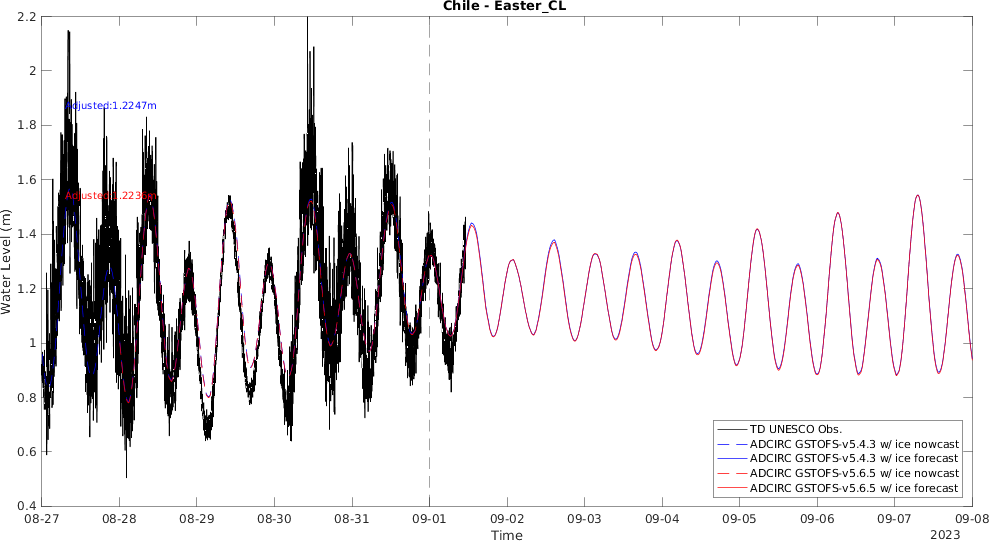 Chile - Easter_CL
2.2
2
1.8
1.6
1.4
1.2
1
0.8
0.6
0.4
Water Level (m)
Adjusted:1.2247m
Adjusted:1.2236m
TD UNESCO Obs.
ADCIRC GSTOFS-v5.4.3 w/ ice nowcast
ADCIRC GSTOFS-v5.4.3 w/ ice forecast
ADCIRC GSTOFS-v5.6.5 w/ ice nowcast
ADCIRC GSTOFS-v5.6.5 w/ ice forecast
08-27 08-28 08-29 08-30 08-31 09-01 09-02 09-03 09-04 09-05 09-06 09-07 09-08
Time
2023